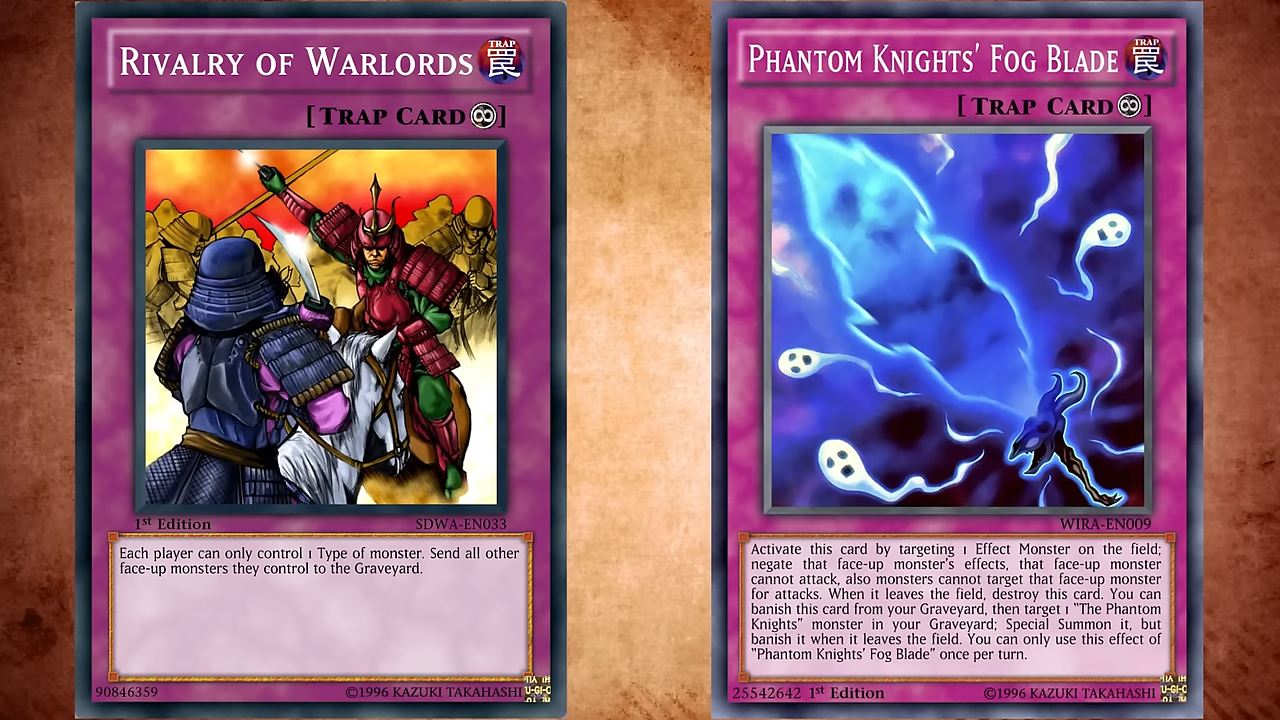 RIVALRY OF WARLORDS
TRAP
罠
[TRAP CARD ]
1st Edition
SDWA-EN033
Each player can only control 1 Type of monster. Send all other
face-up monsters they control to the Graveyard.
90846359
©1996 KAZUKI TAKAHASHI
PHANTOM KNIGHTS' FOG BLADE
TRAP
罠
[TRAP CARD ]
WIRA-EN009
Activate this card by targeting 1 Effect Monster on the field;
negate that face-up monster's effects, that face-up monster
cannot attack, also monsters cannot target that face-up monster
for attacks. When it leaves the field, destroy this card. You can
banish this card from your Graveyard, then target 1 “The Phantom
Knights” monster in your Graveyard; Special Summon it, but
banish it when it leaves the field. You can only use this effect of
“Phantom Knights' Fog Blade” once per turn.
25542642 1st Edition
©1996 KAZUKI TAKAHASHI